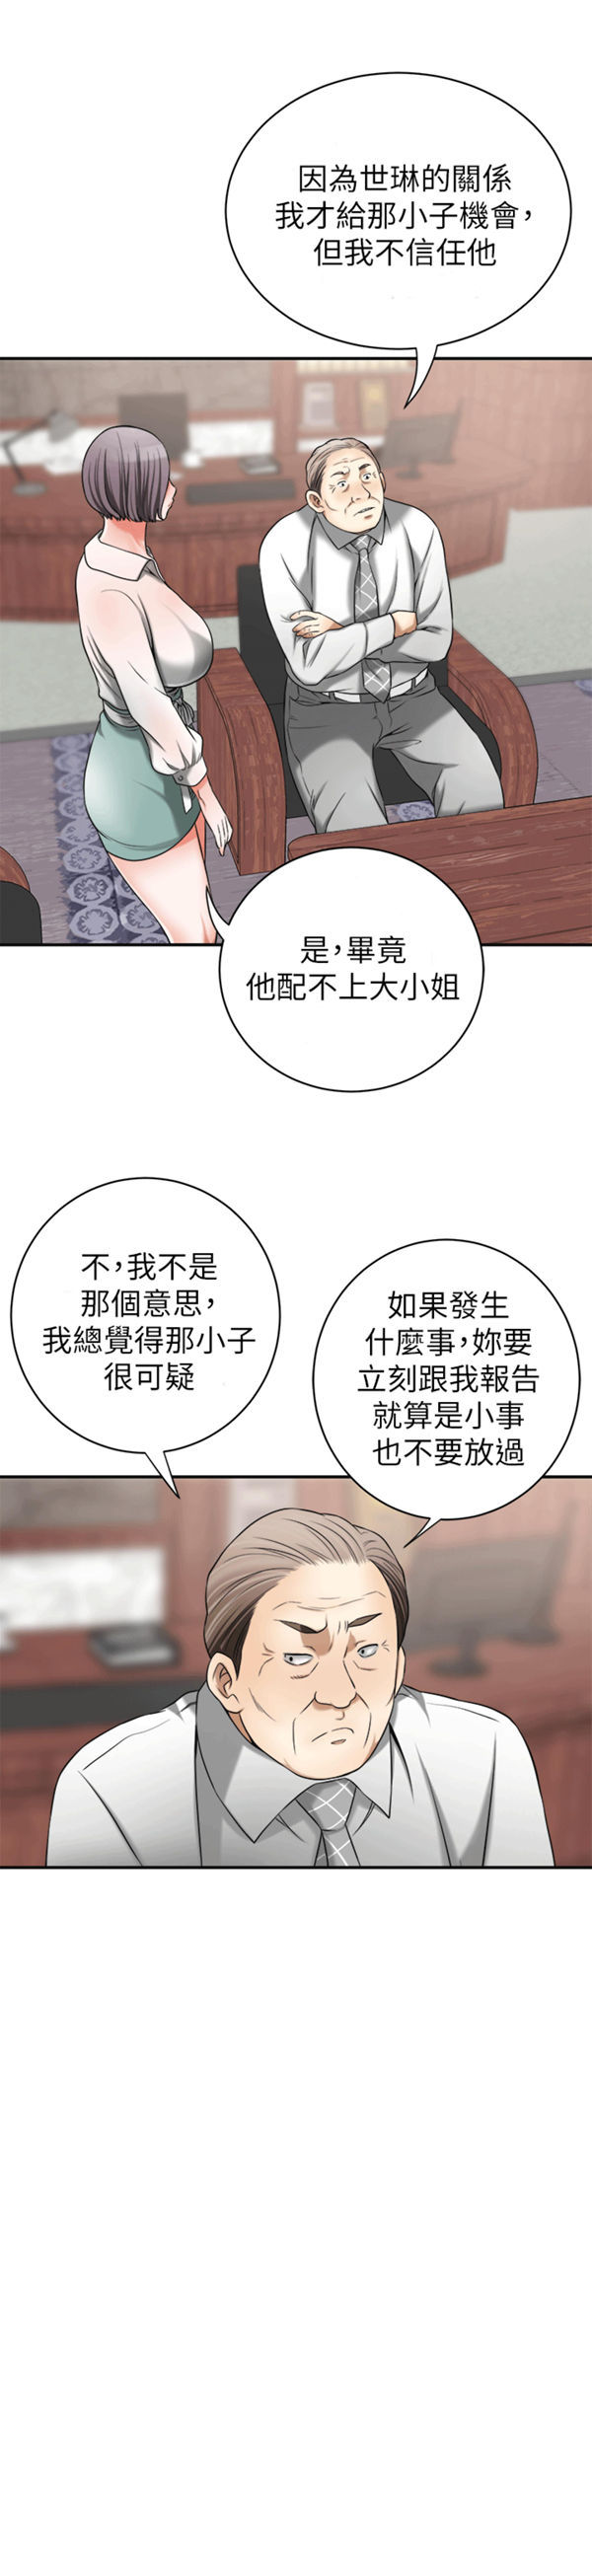 因為世琳的關係
我才給那小子機會，
但我不信任他
是，畢竟
他配不上大小姐
不，我不是
那個意思，
我總覺得那小子
很可疑
如果發生
什麼事，妳要
立刻跟我報告
就算是小事
也不要放過